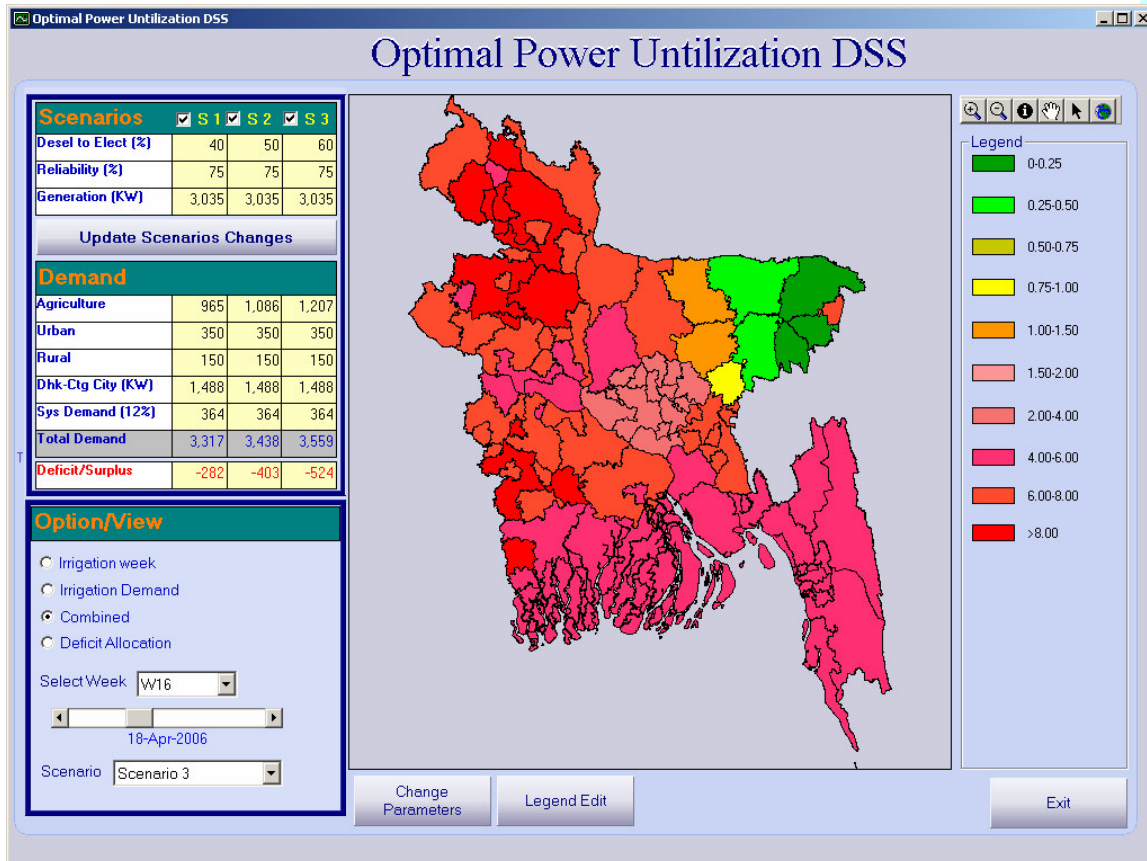 Optimal Power Untilization DSS
Optimal Power Untilization DSS
Scenarios S 1 S 2 S 3
Desel to Elect (%) 40 50 60
Reliability (%) 75 75 75
Generation (KW) 3,035 3,035 3,035
Update Scenarios Changes
Demand
Agriculture 965 1,086 1,207
Urban 350 350 350
Rural 150 150 150
Dhk-Ctg City (KW) 1,488 1,488 1,488
Sys Demand (12%) 364 364 364
Total Demand 3,317 3,438 3,559
T
Deficit/Surplus -282 -403 -524
Option/View
Irrigation week
Irrigation Demand
Combined
Deficit Allocation
Select Week W16
18-Apr-2006
Scenario Scenario 3
Change
Parameters
Legend Edit
Legend
0-0.25
0.25-0.50
0.50-0.75
0.75-1.00
1.00-1.50
1.50-2.00
2.00-4.00
4.00-6.00
6.00-8.00
>8.00
Exit